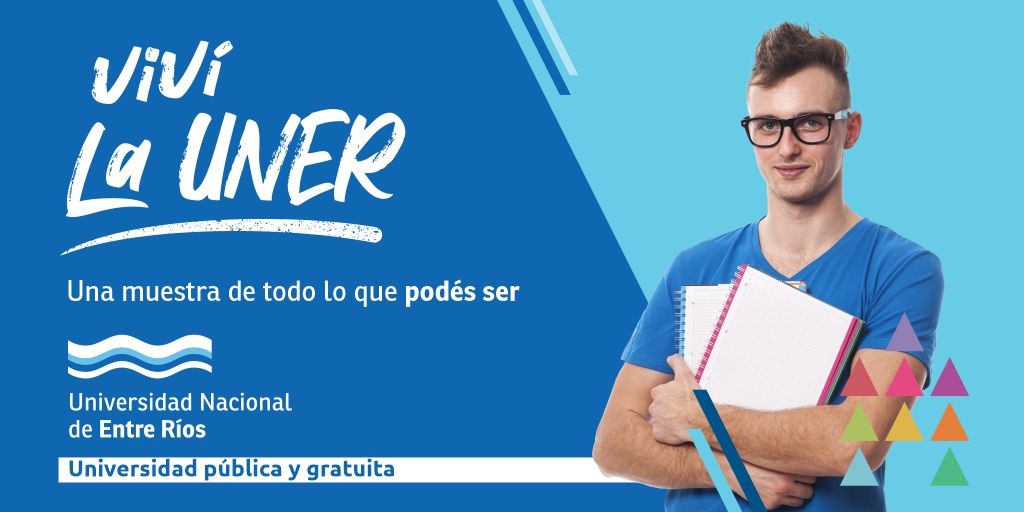 Viví
La UNER
Una muestra de todo lo que podés ser
Universidad Nacional
de Entre Ríos
Universidad pública y gratuita